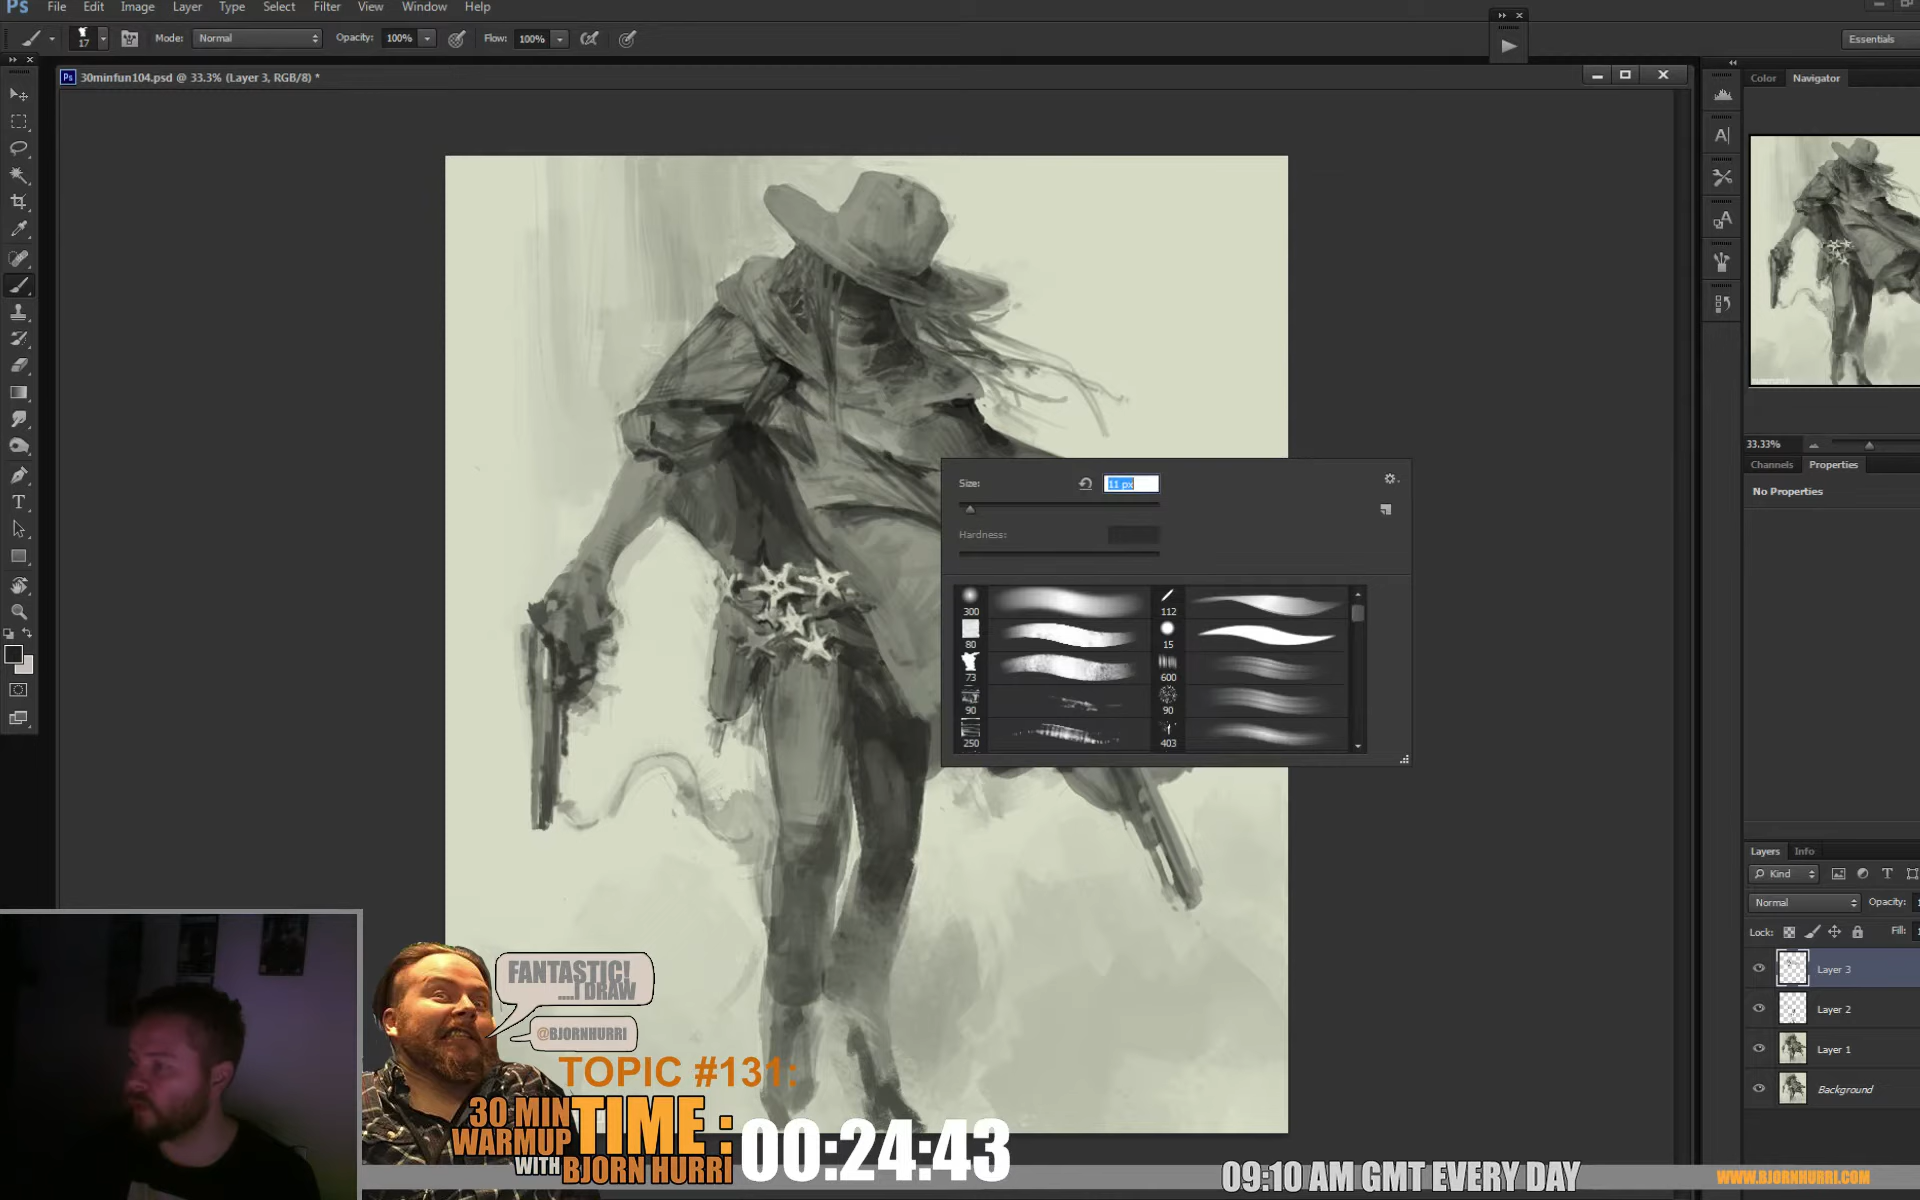 Ps File Edit Image Layer Type Select Filter View Window Help
17 Mode: Normal Opacity: 100% Flow: 100% Essentials
Ps 30minfun104.psd @ 33.3% (Layer 3, RGB/8) *
Color Navigator
33.33%
Channels Properties
No Properties
Size: 11 px
Hardness:
300 112
80 15
73 600
90 90
250 403
Layers Info
Kind
Normal Opacity:
Lock: Fill:
Layer 3
Layer 2
Layer 1
Background
FANTASTIC!
....I DRAW
@BJORNHURRI
TOPIC #131:
30 MIN
WARMUP
WITH BJORN HURRI
TIME : 00:24:43
09:10 AM GMT EVERY DAY
WWW.BJORNHURRI.COM